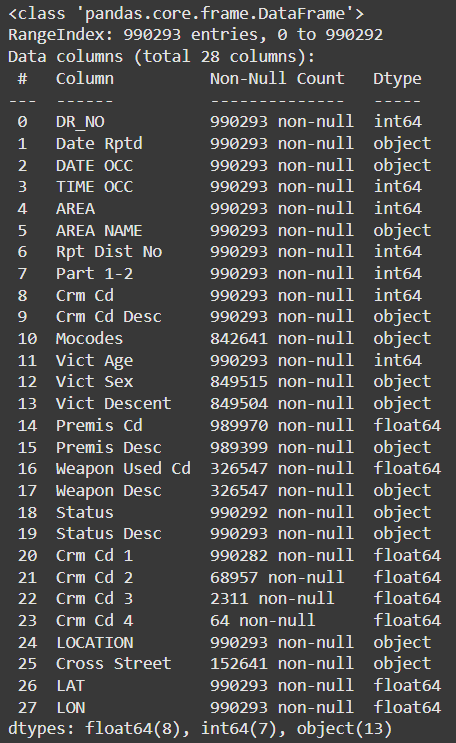 <class 'pandas.core.frame.DataFrame'>
RangeIndex: 990293 entries, 0 to 990292
Data columns (total 28 columns):
 #   Column          Non-Null Count   Dtype
---  ------          --------------   -----
 0   DR_NO           990293 non-null  int64
 1   Date Rptd       990293 non-null  object
 2   DATE OCC        990293 non-null  object
 3   TIME OCC        990293 non-null  int64
 4   AREA            990293 non-null  int64
 5   AREA NAME       990293 non-null  object
 6   Rpt Dist No     990293 non-null  int64
 7   Part 1-2        990293 non-null  int64
 8   Crm Cd          990293 non-null  int64
 9   Crm Cd Desc     990293 non-null  object
 10  Mocodes         842641 non-null  object
 11  Vict Age        990293 non-null  int64
 12  Vict Sex        849515 non-null  object
 13  Vict Descent    849504 non-null  object
 14  Premis Cd       989970 non-null  float64
 15  Premis Desc     989399 non-null  object
 16  Weapon Used Cd  326547 non-null  float64
 17  Weapon Desc     326547 non-null  object
 18  Status          990292 non-null  object
 19  Status Desc     990293 non-null  object
 20  Crm Cd 1        990282 non-null  float64
 21  Crm Cd 2        68957 non-null   float64
 22  Crm Cd 3        2311 non-null    float64
 23  Crm Cd 4        64 non-null      float64
 24  LOCATION        990293 non-null  object
 25  Cross Street    152641 non-null  object
 26  LAT             990293 non-null  float64
 27  LON             990293 non-null  float64
dtypes: float64(8), int64(7), object(13)